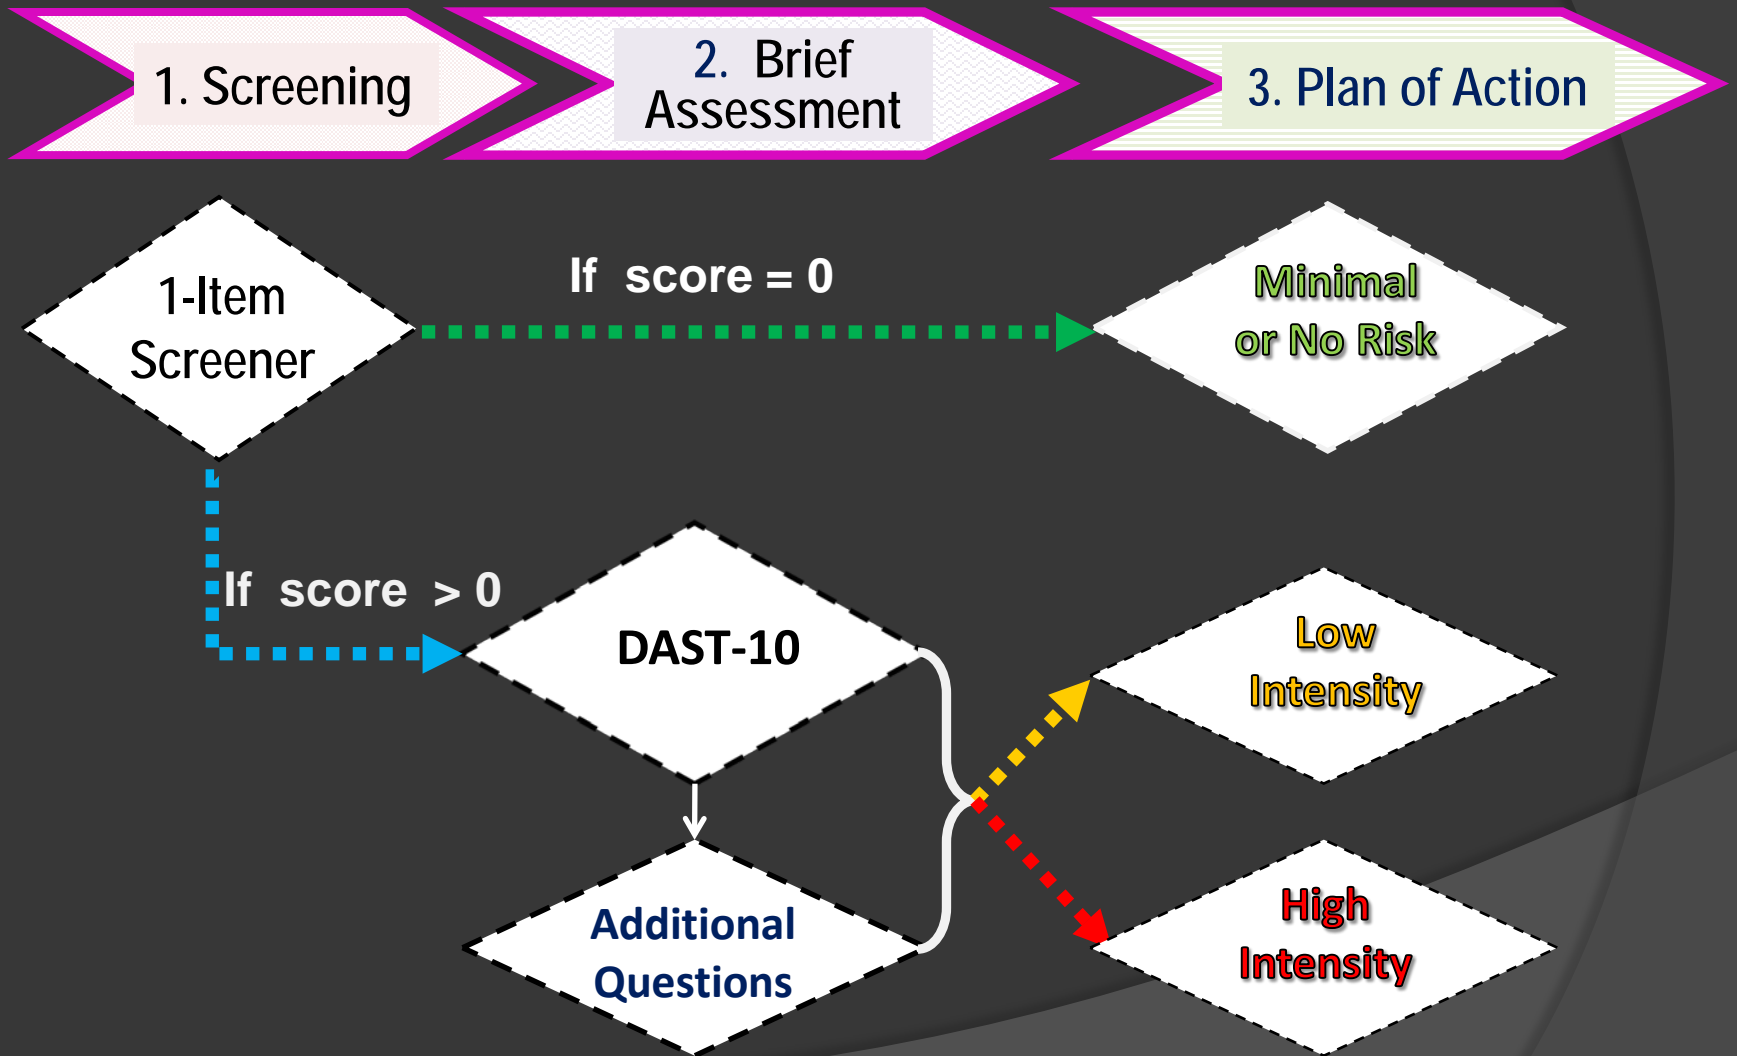 1. Screening
2. Brief
Assessment
3. Plan of Action
1-Item
Screener
If score = 0
Minimal
or No Risk
If score > 0
DAST-10
Low
Intensity
Additional
Questions
High
Intensity